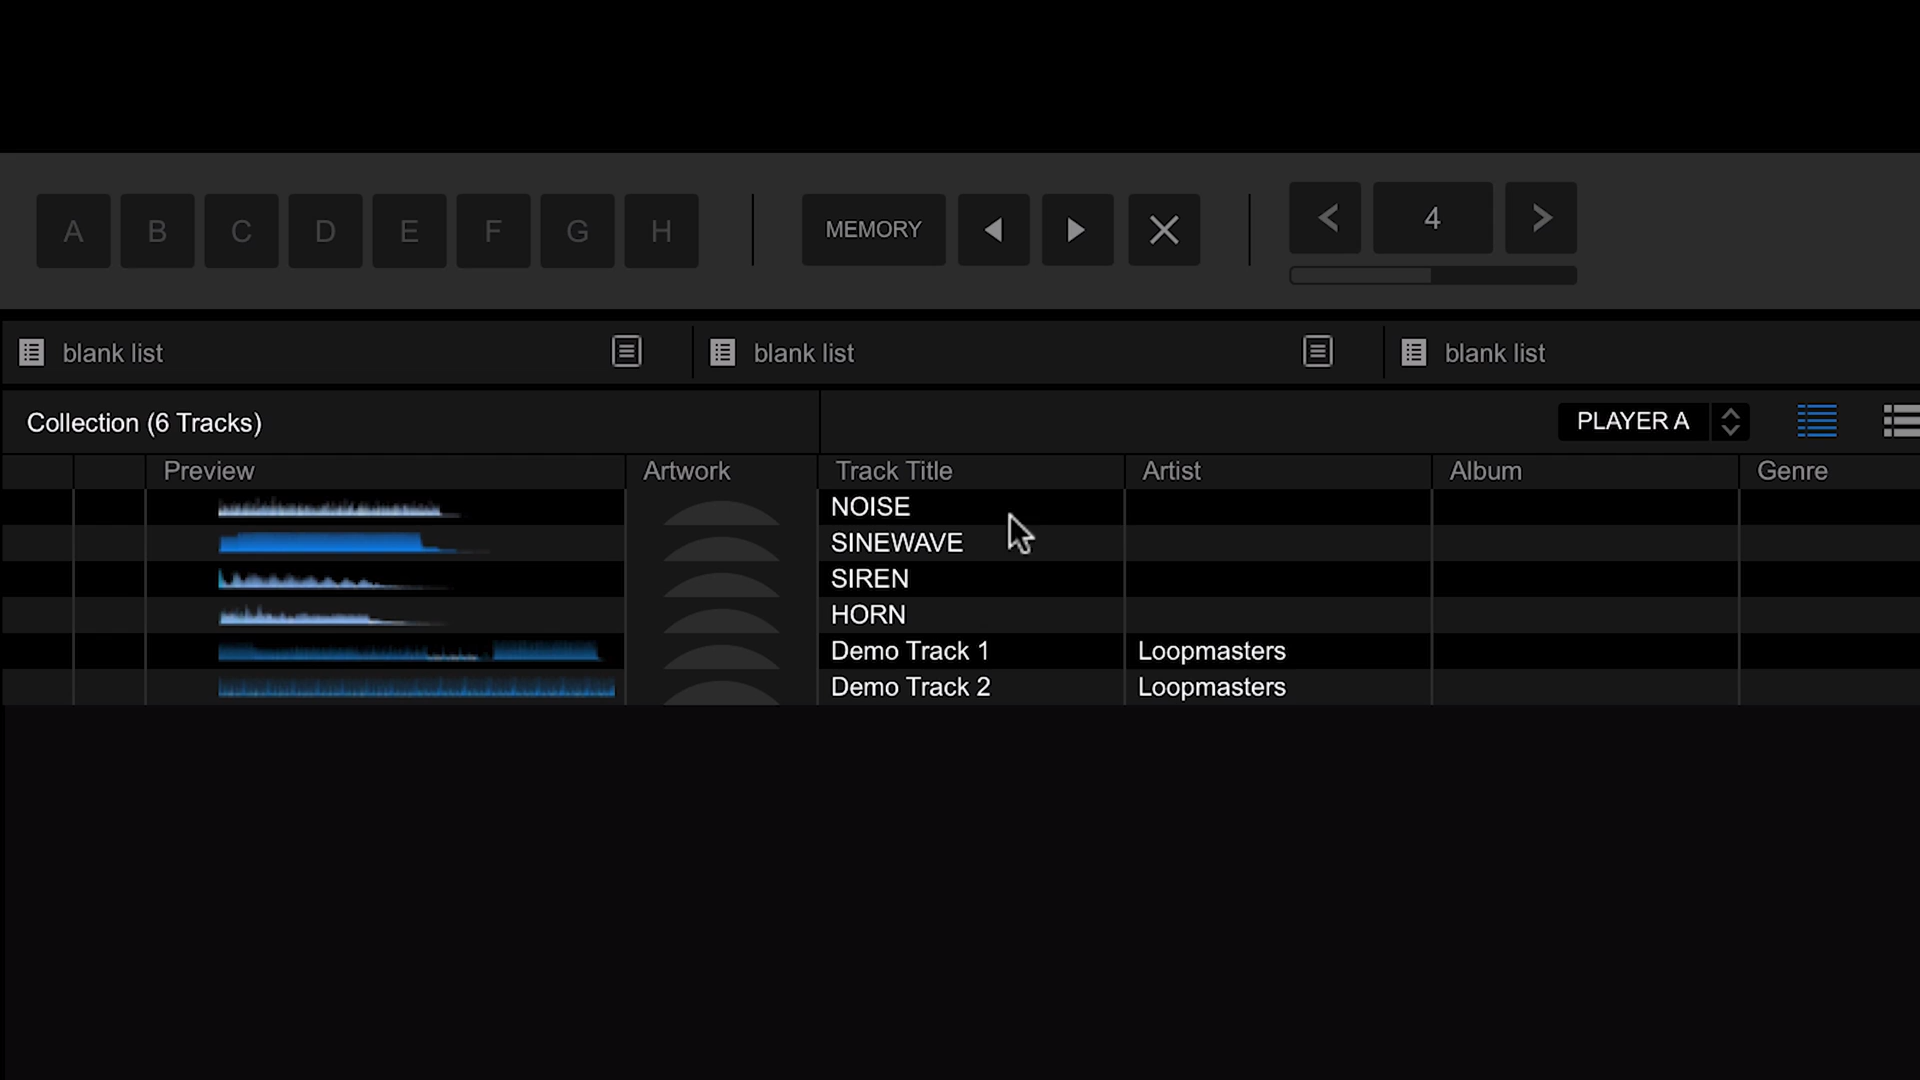 A B C D E F G H MEMORY 4
blank list blank list blank list
Collection (6 Tracks) PLAYER A
Preview Artwork Track Title Artist Album Genre
NOISE
SINEWAVE
SIREN
HORN
Demo Track 1 Loopmasters
Demo Track 2 Loopmasters